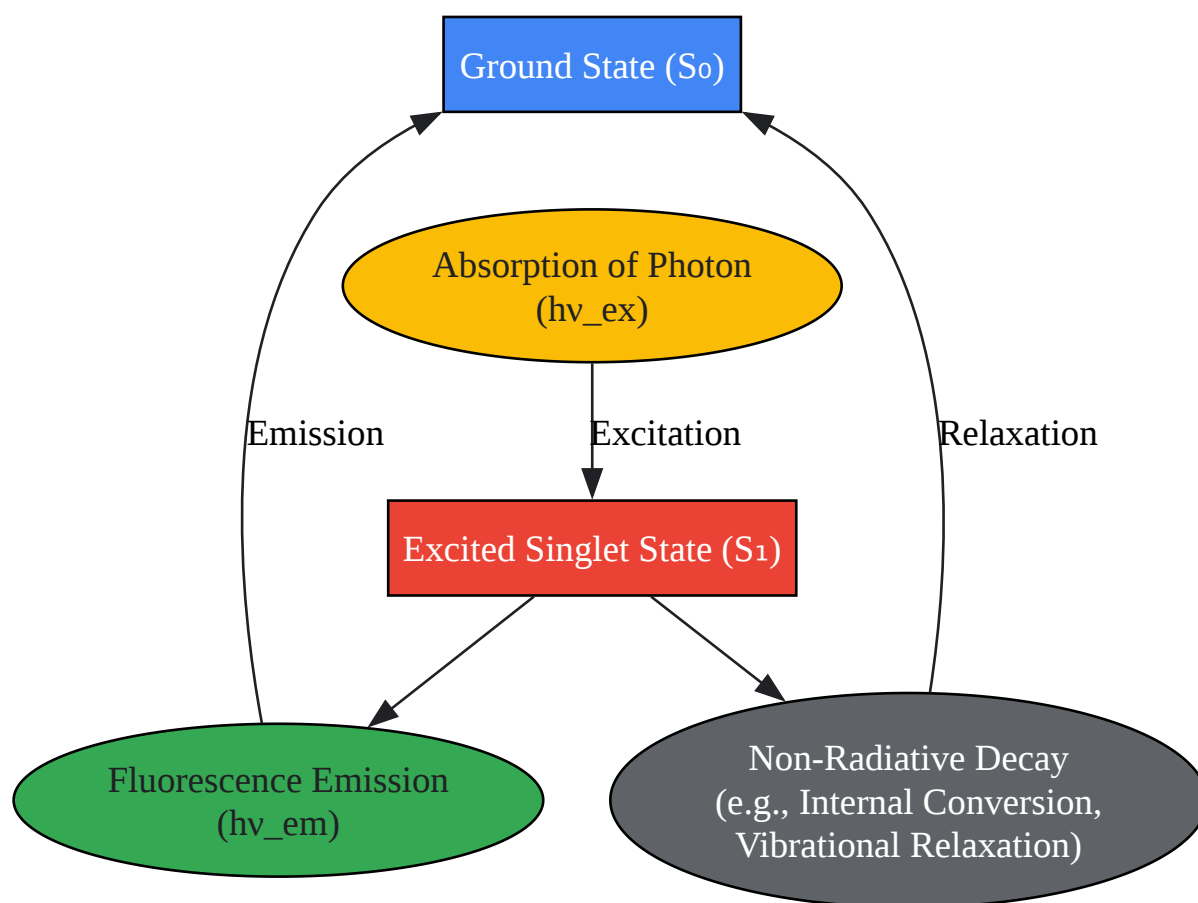 Ground State (S₀)
Absorption of Photon
(hν_ex)
Emission
Excitation
Relaxation
Excited Singlet State (S₁)
Fluorescence Emission
(hν_em)
Non-Radiative Decay
(e.g., Internal Conversion,
Vibrational Relaxation)